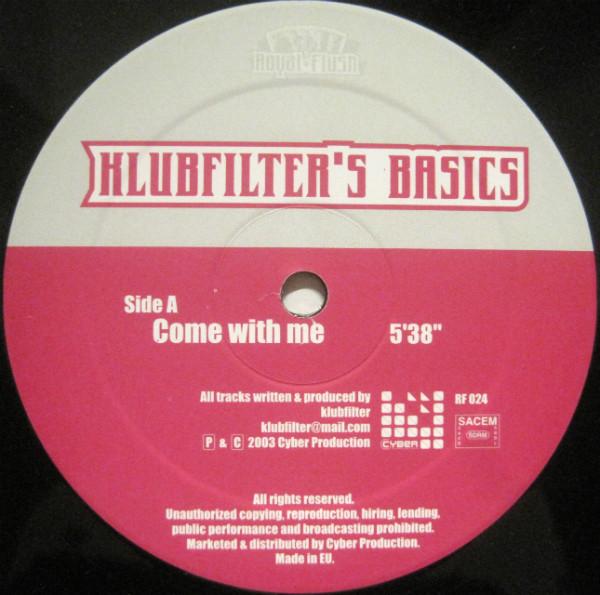 Royal Flush
KLUBFILTER'S BASICS
Side A
Come with me 5'38"
All tracks written & produced by
klubfilter
klubfilter@mail.com
P & C 2003 Cyber Production
CYBER
RF 024
SACEM
SDRM
All rights reserved.
Unauthorized copying, reproduction, hiring, lending,
public performance and broadcasting prohibited.
Marketed & distributed by Cyber Production.
Made in EU.